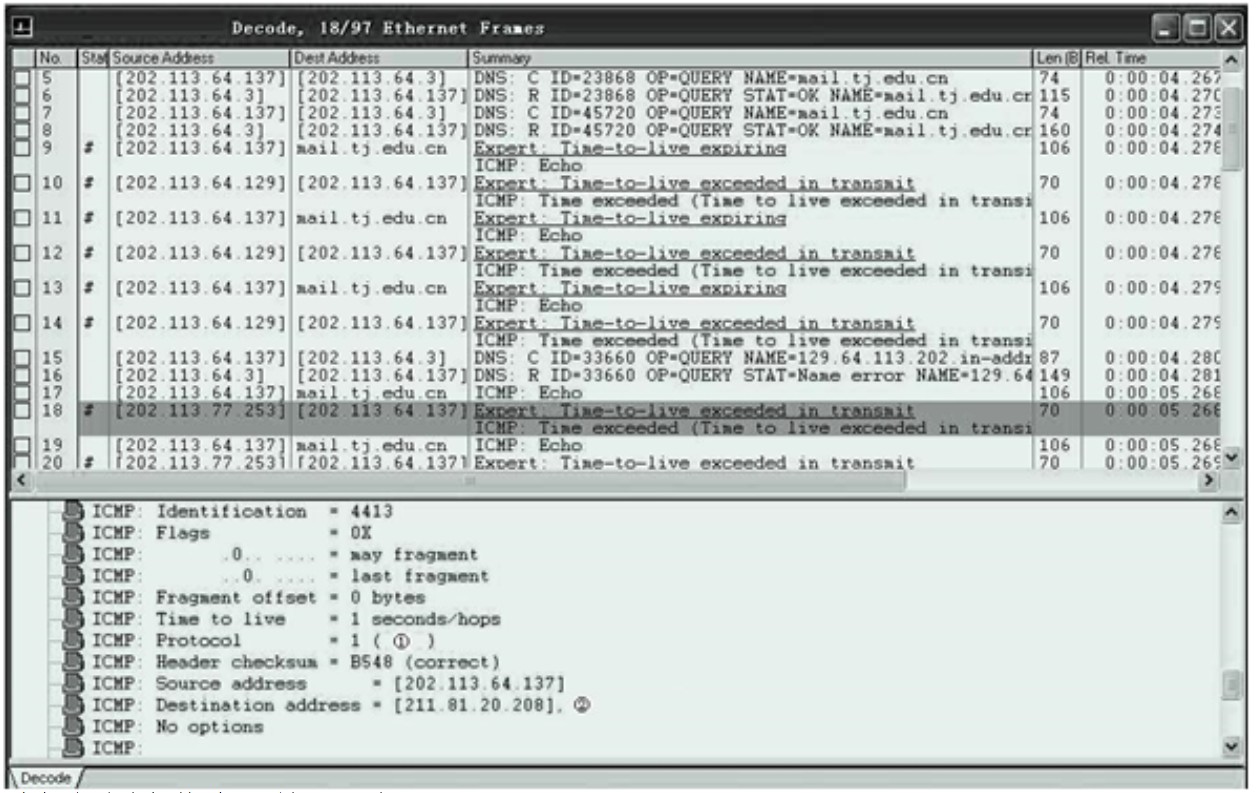 Decode, 18/97 Ethernet Frames
No. Stat Source Address Dest Address Summary Len (B Rel. Time
5 [202.113.64.137] [202.113.64.3] DNS: C ID=23868 OP=QUERY NAME=mail.tj.edu.cn 74 0:00:04.267
6 [202.113.64.3] [202.113.64.137] DNS: R ID=23868 OP=QUERY STAT=OK NAME=mail.tj.edu.cn 115 0:00:04.270
7 [202.113.64.137] [202.113.64.3] DNS: C ID=45720 OP=QUERY NAME=mail.tj.edu.cn 74 0:00:04.273
8 [202.113.64.3] [202.113.64.137] DNS: R ID=45720 OP=QUERY STAT=OK NAME=mail.tj.edu.cn 160 0:00:04.274
9 # [202.113.64.137] mail.tj.edu.cn Expert: Time-to-live expiring 106 0:00:04.278
ICMP: Echo
10 # [202.113.64.129] [202.113.64.137] Expert: Time-to-live exceeded in transmit 70 0:00:04.278
ICMP: Time exceeded (Time to live exceeded in transi
11 # [202.113.64.137] mail.tj.edu.cn Expert: Time-to-live expiring 106 0:00:04.278
ICMP: Echo
12 # [202.113.64.129] [202.113.64.137] Expert: Time-to-live exceeded in transmit 70 0:00:04.278
ICMP: Time exceeded (Time to live exceeded in transi
13 # [202.113.64.137] mail.tj.edu.cn Expert: Time-to-live expiring 106 0:00:04.279
ICMP: Echo
14 # [202.113.64.129] [202.113.64.137] Expert: Time-to-live exceeded in transmit 70 0:00:04.279
ICMP: Time exceeded (Time to live exceeded in transi
15 [202.113.64.137] [202.113.64.3] DNS: C ID=33660 OP=QUERY NAME=129.64.113.202.in-addr 87 0:00:04.280
16 [202.113.64.3] [202.113.64.137] DNS: R ID=33660 OP=QUERY STAT=Name error NAME=129.64 149 0:00:04.281
17 [202.113.64.137] mail.tj.edu.cn ICMP: Echo 106 0:00:05.268
18 # [202.113.77.253] [202.113.64.137] Expert: Time-to-live exceeded in transmit 70 0:00:05.268
ICMP: Time exceeded (Time to live exceeded in transi
19 [202.113.64.137] mail.tj.edu.cn ICMP: Echo 106 0:00:05.268
20 # [202.113.77.253] [202.113.64.137] Expert: Time-to-live exceeded in transmit 70 0:00:05.269
ICMP: Identification = 4413
ICMP: Flags = 0X
ICMP: .0.. .... = may fragment
ICMP: ..0. .... = last fragment
ICMP: Fragment offset = 0 bytes
ICMP: Time to live = 1 seconds/hops
ICMP: Protocol = 1 ( ① )
ICMP: Header checksum = B548 (correct)
ICMP: Source address = [202.113.64.137]
ICMP: Destination address = [211.81.20.208], ②
ICMP: No options
ICMP:
Decode